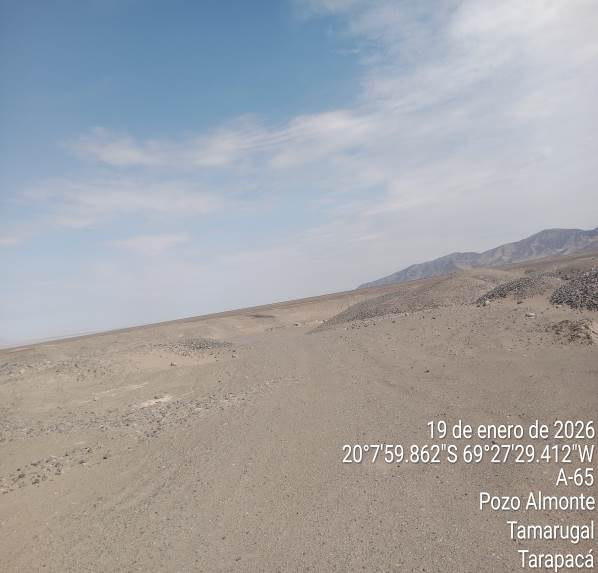 19 de enero de 2026
20°7'59.862"S 69°27'29.412"W
A-65
Pozo Almonte
Tamarugal
Tarapacá